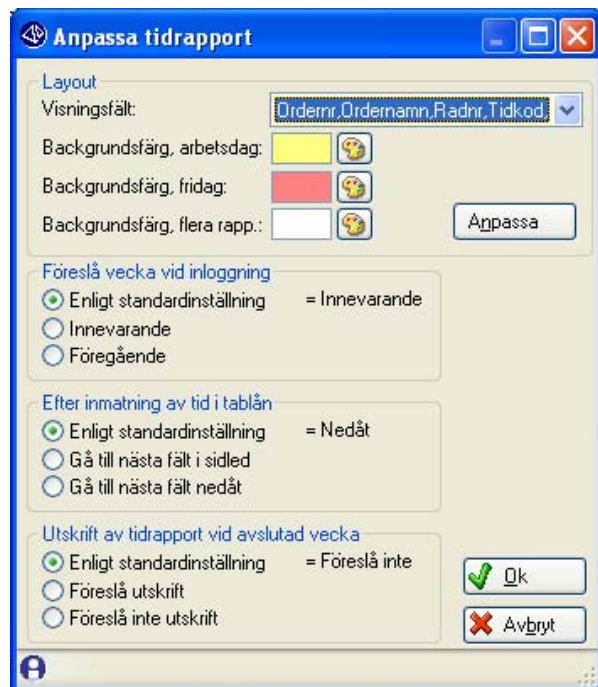 Anpassa tidrapport
Layout
Visningsfält: Ordernr,Ordernamn,Radnr,Tidkod,
Backgrundsfärg, arbetsdag:
Backgrundsfärg, fridag:
Backgrundsfärg, flera rapp.: Anpassa
Föreslå vecka vid inloggning
Enligt standardinställning = Innevarande
Innevarande
Föregående
Efter inmatning av tid i tablån
Enligt standardinställning = Nedåt
Gå till nästa fält i sidled
Gå till nästa fält nedåt
Utskrift av tidrapport vid avslutad vecka
Enligt standardinställning = Föreslå inte
Föreslå utskrift
Föreslå inte utskrift
Ok
Avbryt